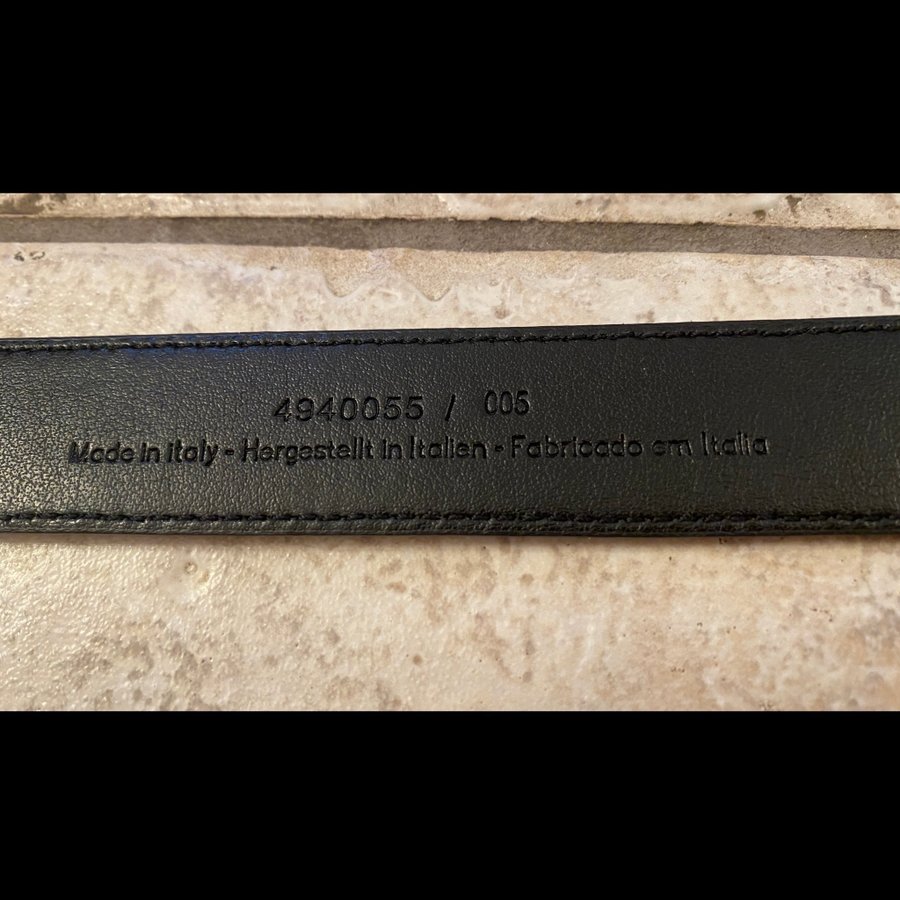 4940055 / 005
Made in Italy - Hergestellt in Italien - Fabricado em Italia